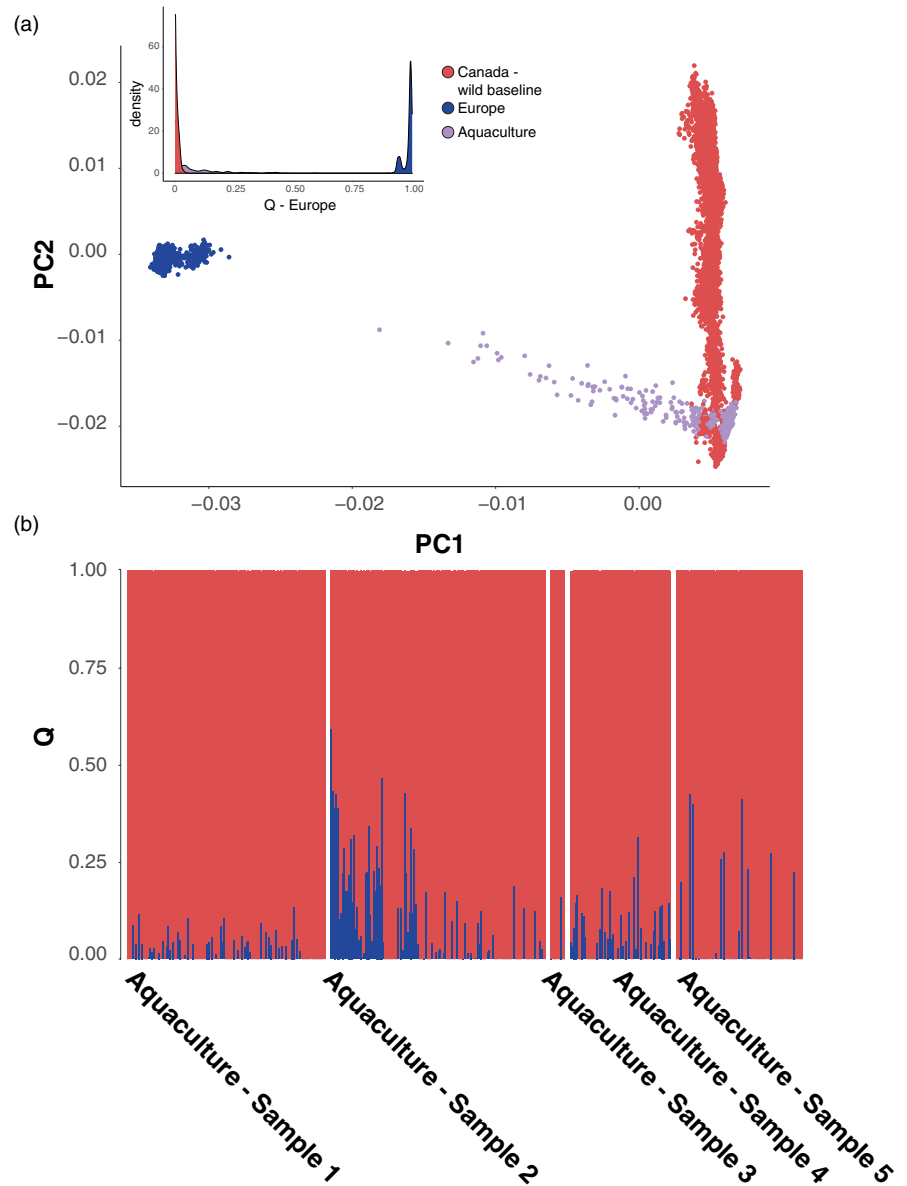 (a)
60
40
20
0
density
0
0.25
0.50
0.75
1.00
Q - Europe
Canada -
wild baseline
Europe
Aquaculture
0.02
0.01
0.00
−0.01
−0.02
PC2
−0.03
−0.02
−0.01
0.00
PC1
(b)
1.00
0.75
0.50
0.25
0.00
Q
Aquaculture - Sample 1
Aquaculture - Sample 2
Aquaculture - Sample 3
Aquaculture - Sample 4
Aquaculture - Sample 5